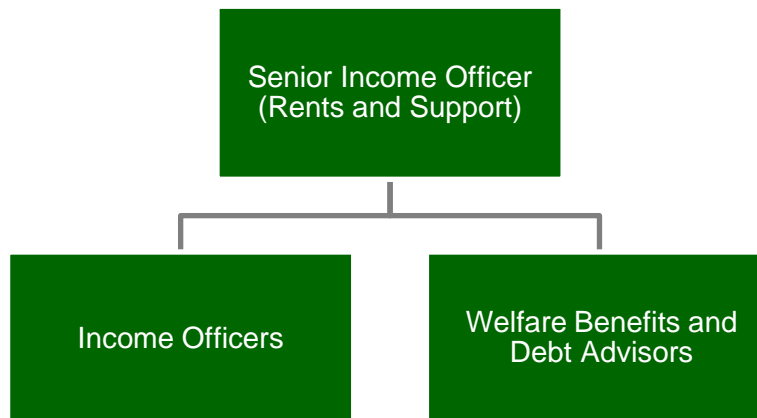 Senior Income Officer
(Rents and Support)
Income Officers
Welfare Benefits and
Debt Advisors